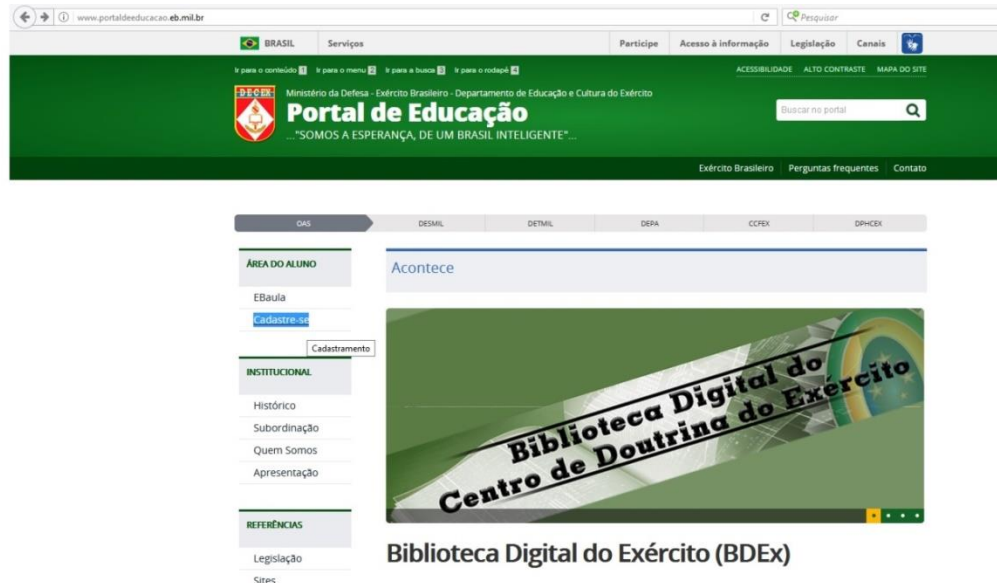 www.portaldeeducacao.eb.mil.br
Pesquisar
BRASIL Serviços Participe Acesso à informação Legislação Canais
Ir para o conteúdo 1 Ir para o menu 2 Ir para a busca 3 Ir para o rodapé 4 ACESSIBILIDADE ALTO CONTRASTE MAPA DO SITE
DECEX
Ministério da Defesa - Exército Brasileiro - Departamento de Educação e Cultura do Exército
Portal de Educação
Buscar no portal
..."SOMOS A ESPERANÇA, DE UM BRASIL INTELIGENTE"...
Exército Brasileiro Perguntas frequentes Contato
OAS DESMIL DETMIL DEPA CCFEX DPHCEX
ÁREA DO ALUNO
EBaula
Cadastre-se
Cadastramento
INSTITUCIONAL
Histórico
Subordinação
Quem Somos
Apresentação
REFERÊNCIAS
Legislação
Sites
Acontece
Biblioteca Digital do
Centro de Doutrina do Exército
Biblioteca Digital do Exército (BDEx)